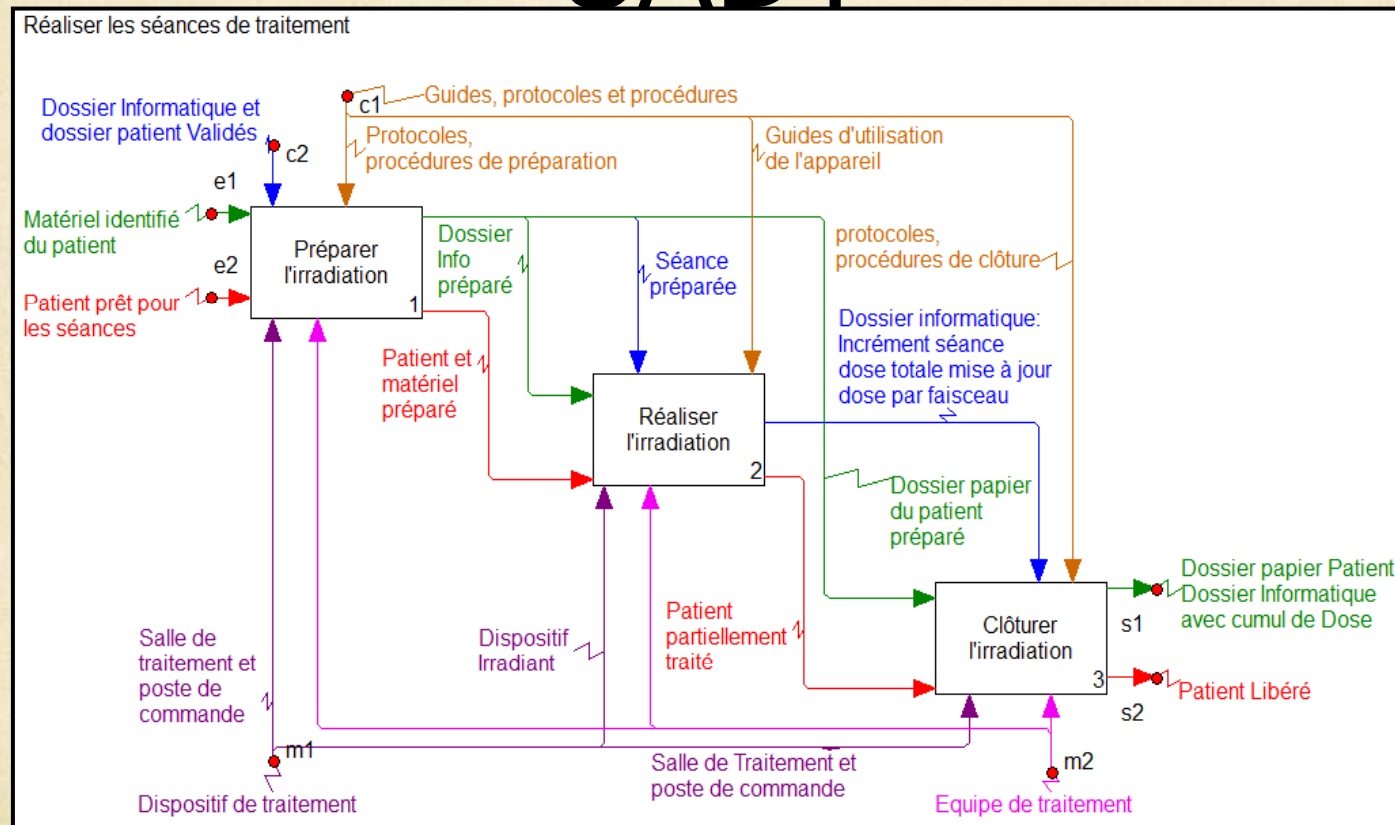 SADT
Réaliser les séances de traitement
Dossier Informatique et
dossier patient Validés
c2
c1
Guides, protocoles et procédures
Protocoles,
procédures de préparation
Guides d'utilisation
de l'appareil
e1
Matériel identifié
du patient
e2
Patient prêt pour
les séances
Préparer
l'irradiation
1
Dossier
Info
préparé
Séance
préparée
protocoles,
procédures de clôture
Patient et
matériel
préparé
Dossier informatique:
Incrément séance
dose totale mise à jour
dose par faisceau
Réaliser
l'irradiation
2
Dossier papier
du patient
préparé
Salle de
traitement et
poste de
commande
Dispositif
Irradiant
Patient
partiellement
traité
Clôturer
l'irradiation
3
s1
Dossier papier Patient
Dossier Informatique
avec cumul de Dose
s2
Patient Libéré
m1
Dispositif de traitement
Salle de Traitement et
poste de commande
m2
Equipe de traitement